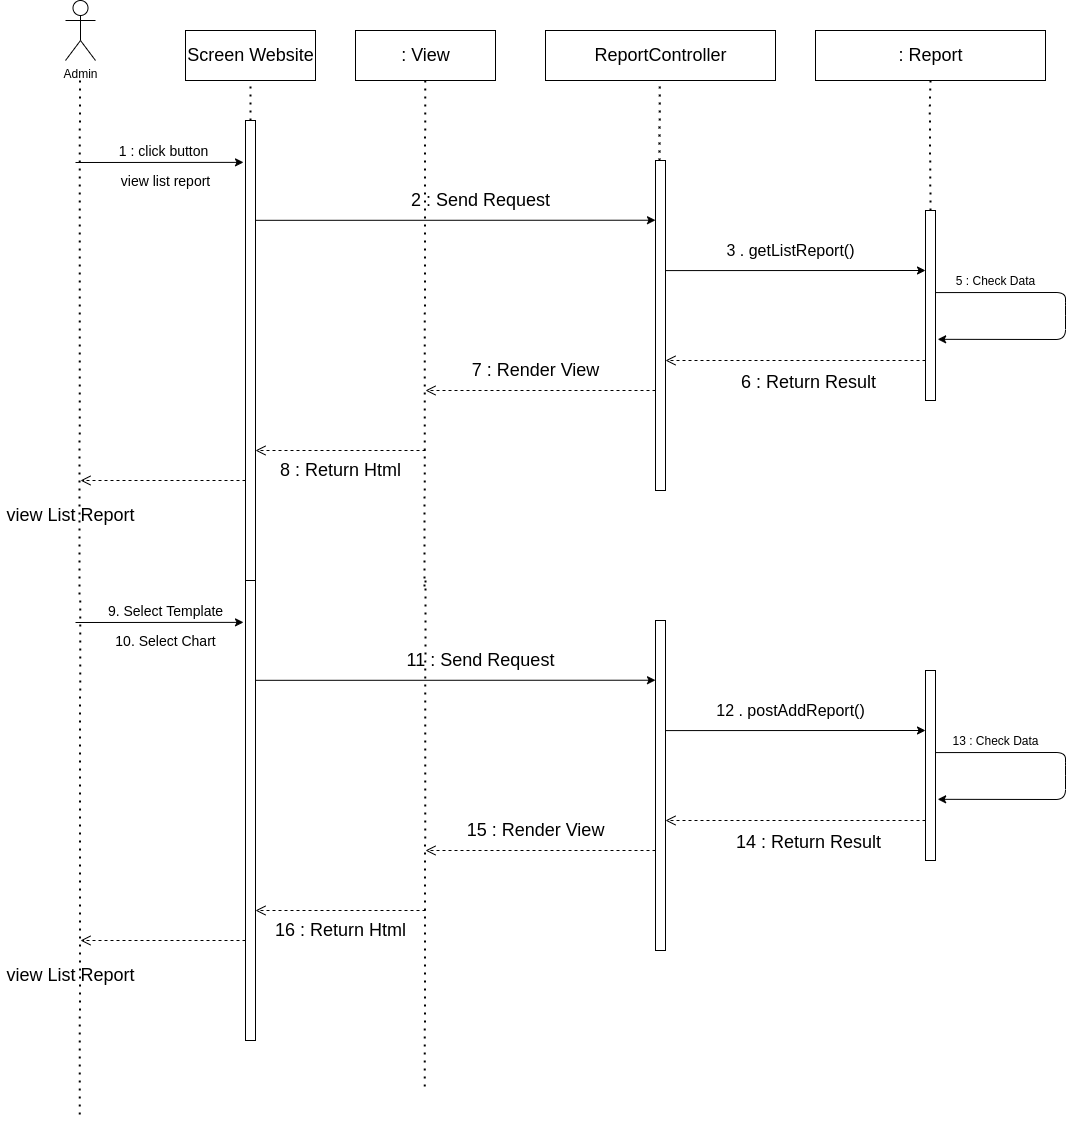 Admin
Screen Website
: View
ReportController
: Report
1 : click button
view list report
2 : Send Request
3 . getListReport()
5 : Check Data
6 : Return Result
7 : Render View
8 : Return Html
view List Report
9. Select Template
10. Select Chart
11 : Send Request
12 . postAddReport()
13 : Check Data
14 : Return Result
15 : Render View
16 : Return Html
view List Report